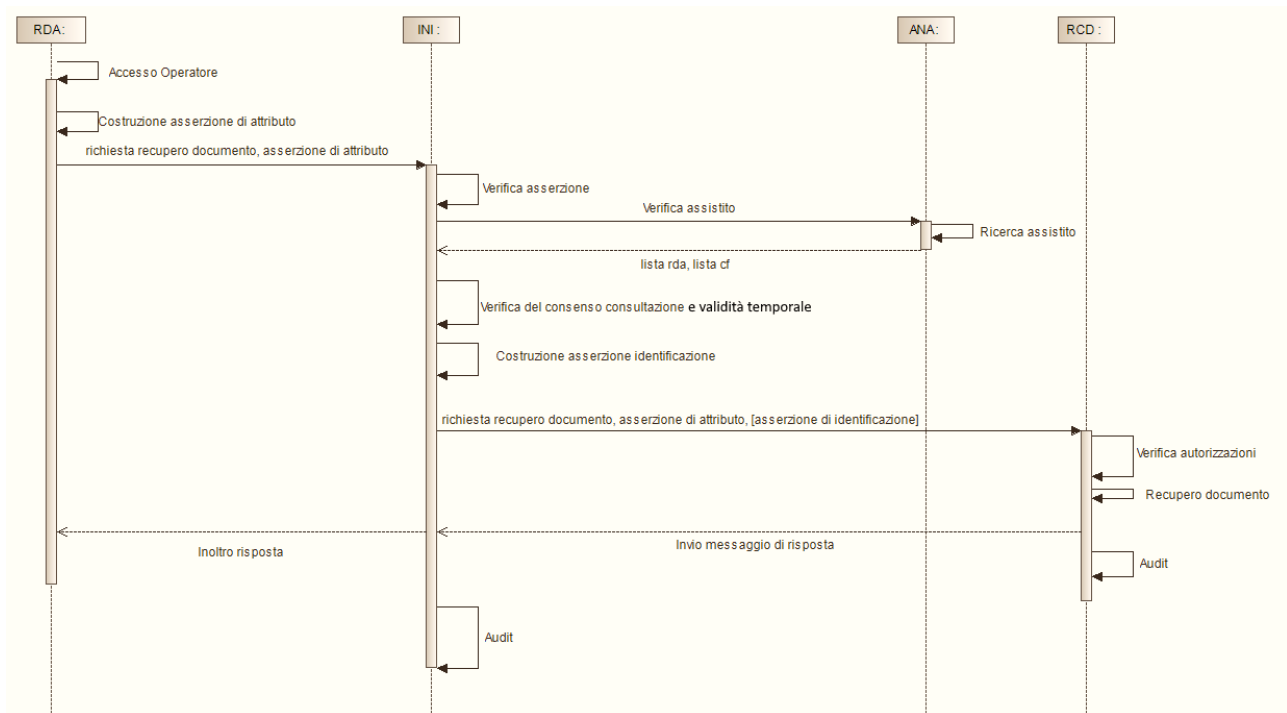 RDA:
INI :
ANA:
RCD :
Accesso Operatore
Costruzione asserzione di attributo
richiesta recupero documento, asserzione di attributo
Verifica asserzione
Verifica assistito
Ricerca assistito
lista rda, lista cf
Verifica del consenso consultazione e validità temporale
Costruzione asserzione identificazione
richiesta recupero documento, asserzione di attributo, [asserzione di identificazione]
Verifica autorizzazioni
Recupero documento
Invio messaggio di risposta
Inoltro risposta
Audit
Audit